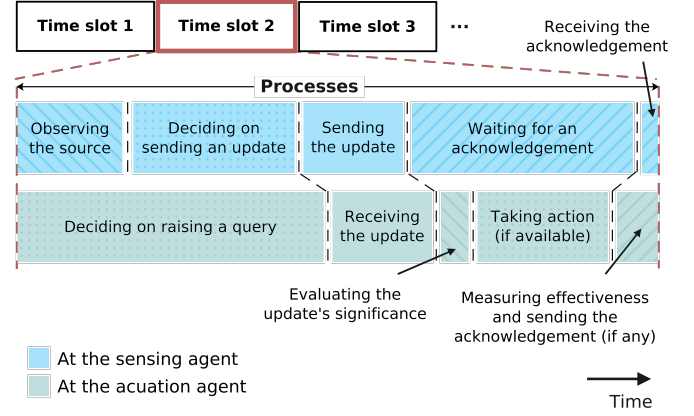 Time slot 1
Time slot 2
Time slot 3
...
Receiving the
acknowledgement
Processes
Observing
the source
Deciding on
sending an update
Sending
the update
Waiting for an
acknowledgement
Deciding on raising a query
Receiving
the update
Taking action
(if available)
Evaluating the
update's significance
Measuring effectiveness
and sending the
acknowledgement (if any)
At the sensing agent
At the acuation agent
Time